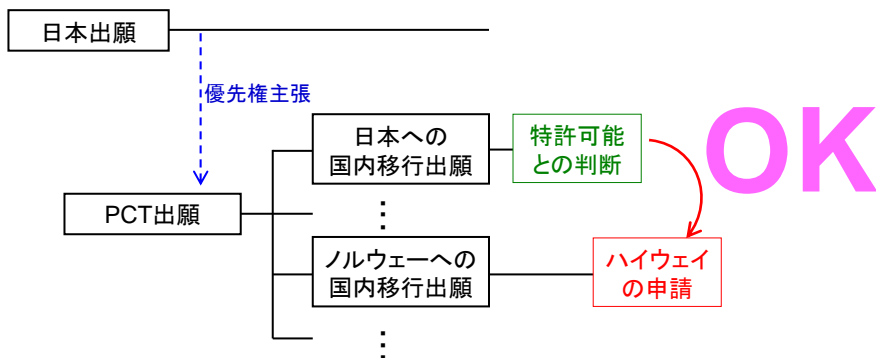 日本出願
優先権主張
OK
日本への
国内移行出願
特許可能
との判断
PCT出願
⋮
ノルウェーへの
国内移行出願
ハイウェイ
の申請
⋮